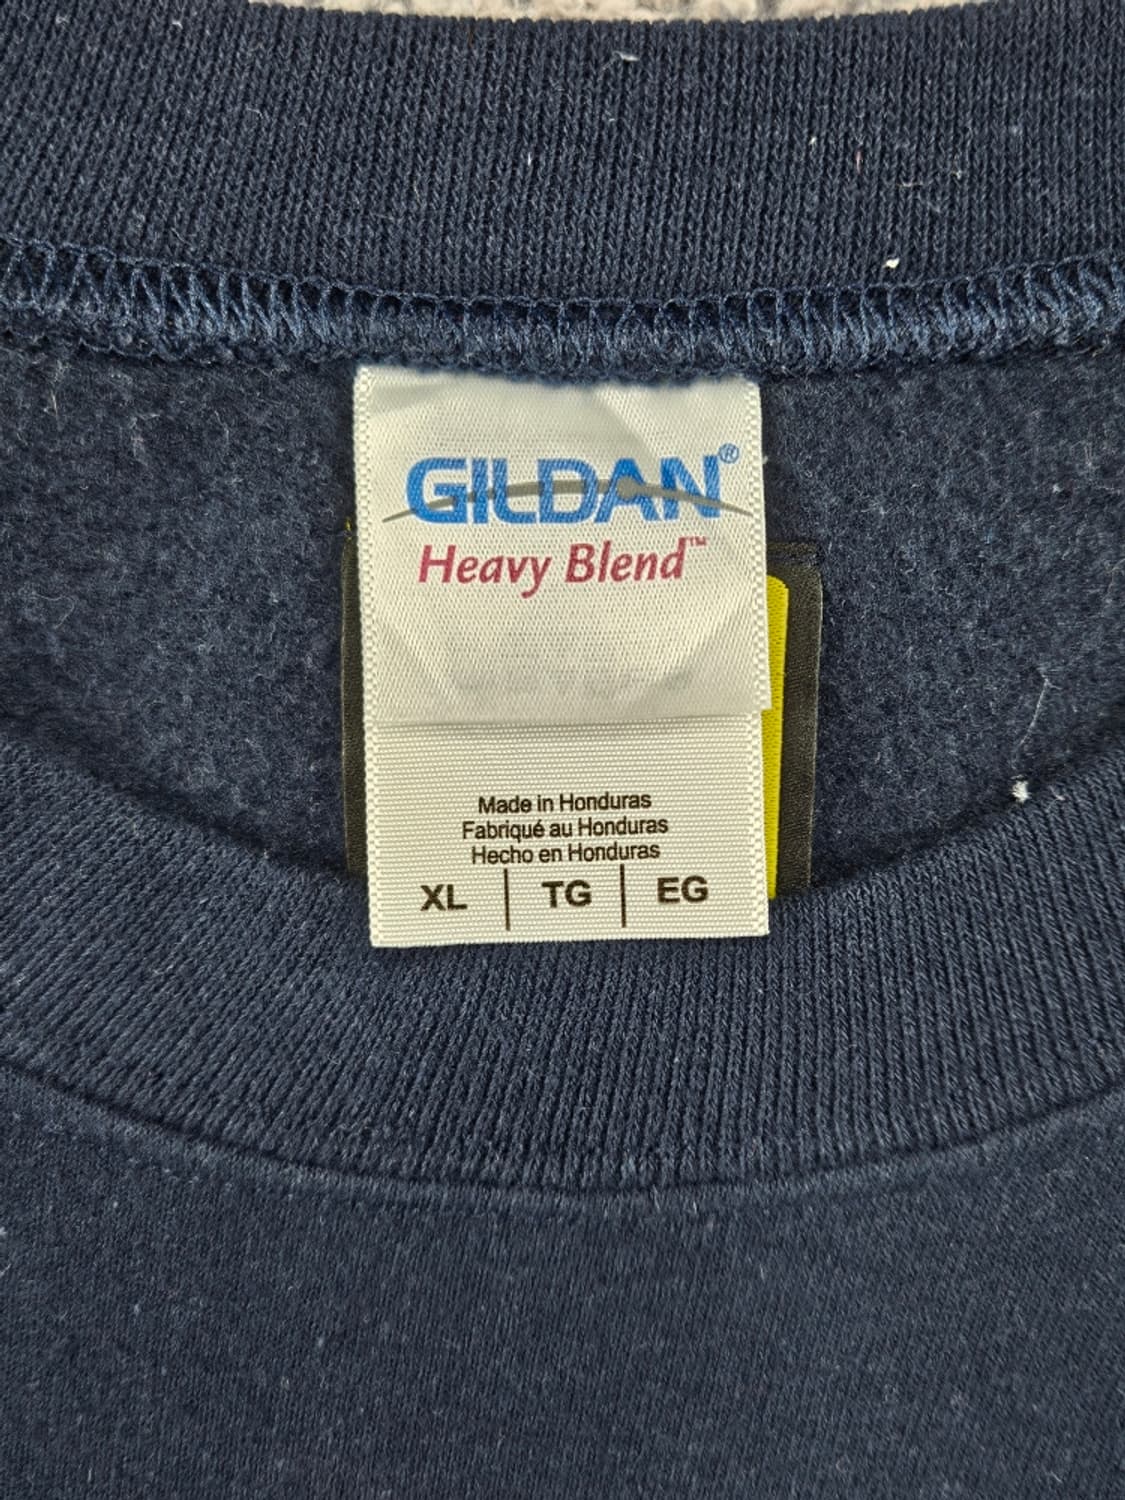 GILDAN®
Heavy Blend™
Made in Honduras
Fabriqué au Honduras
Hecho en Honduras
XL | TG | EG